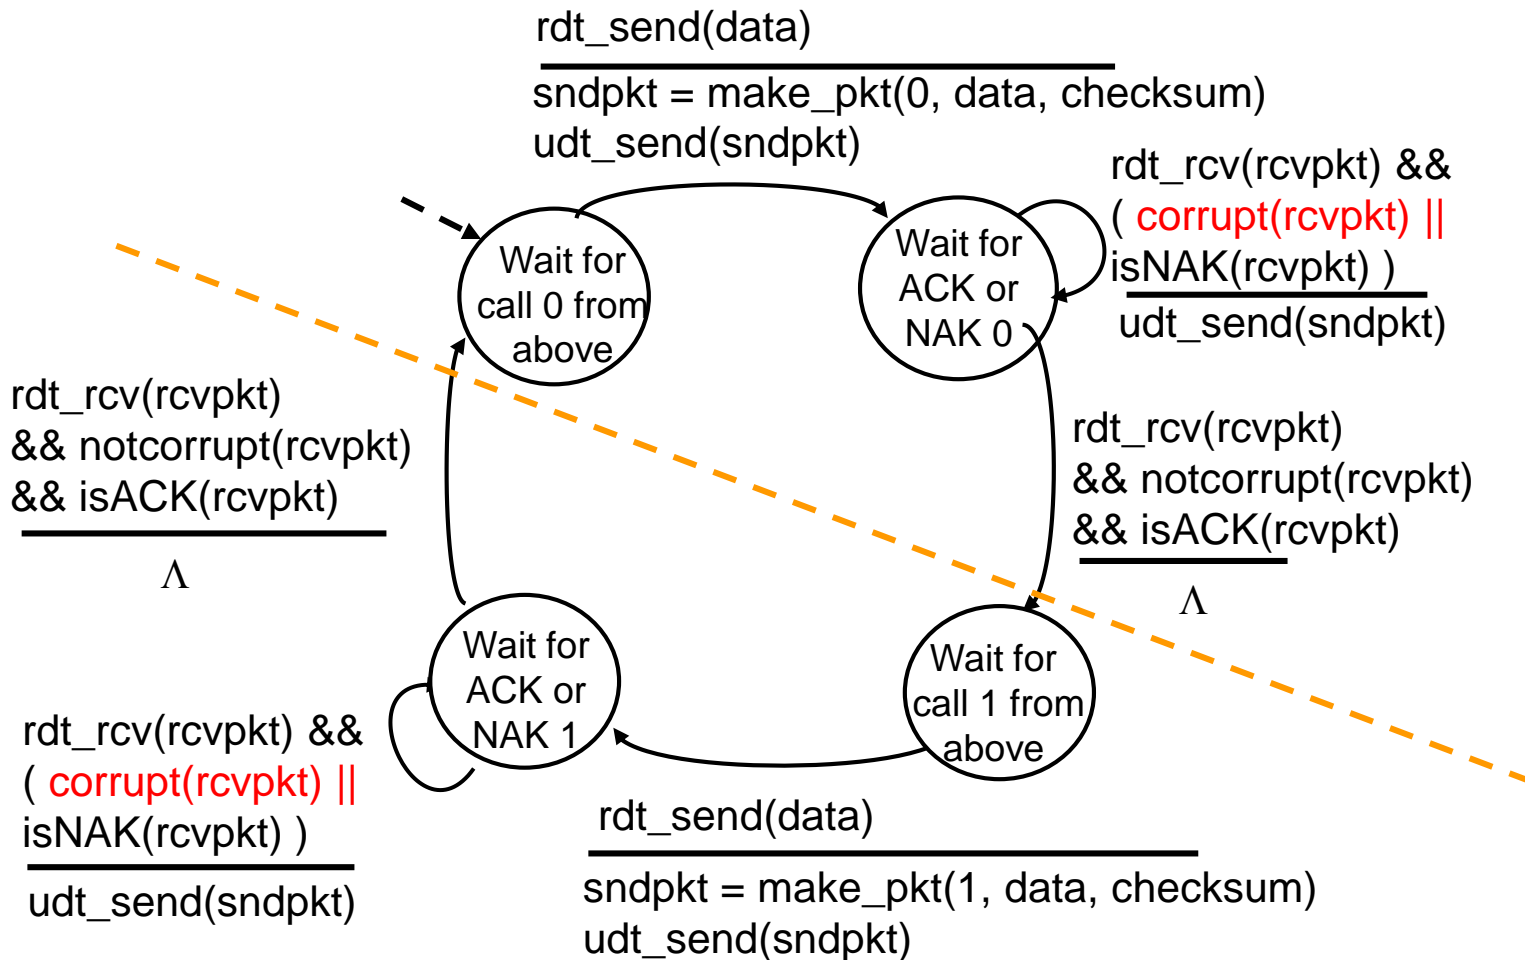 rdt_send(data)
sndpkt = make_pkt(0, data, checksum)
udt_send(sndpkt)
Wait for
call 0 from
above
Wait for
ACK or
NAK 0
rdt_rcv(rcvpkt) &&
( corrupt(rcvpkt) ||
isNAK(rcvpkt) )
udt_send(sndpkt)
rdt_rcv(rcvpkt)
&& notcorrupt(rcvpkt)
&& isACK(rcvpkt)
Λ
rdt_rcv(rcvpkt)
&& notcorrupt(rcvpkt)
&& isACK(rcvpkt)
Λ
Wait for
ACK or
NAK 1
Wait for
call 1 from
above
rdt_rcv(rcvpkt) &&
( corrupt(rcvpkt) ||
isNAK(rcvpkt) )
udt_send(sndpkt)
rdt_send(data)
sndpkt = make_pkt(1, data, checksum)
udt_send(sndpkt)